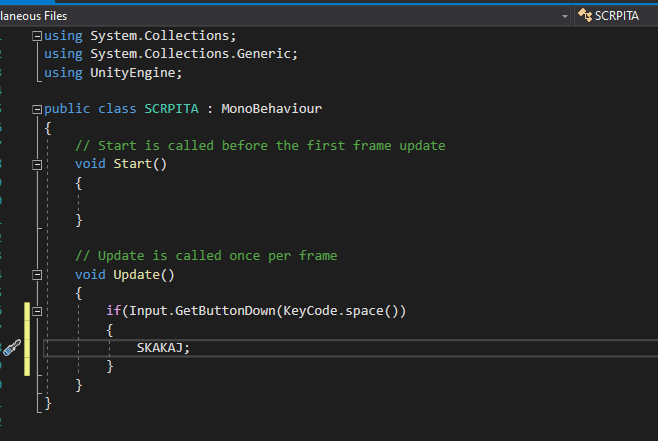 laneous Files
SCRPITA
using System.Collections;
using System.Collections.Generic;
using UnityEngine;
public class SCRPITA : MonoBehaviour
{
// Start is called before the first frame update
void Start()
{
}
// Update is called once per frame
void Update()
{
if(Input.GetButtonDown(KeyCode.space())
{
SKAKAJ;
}
}
}